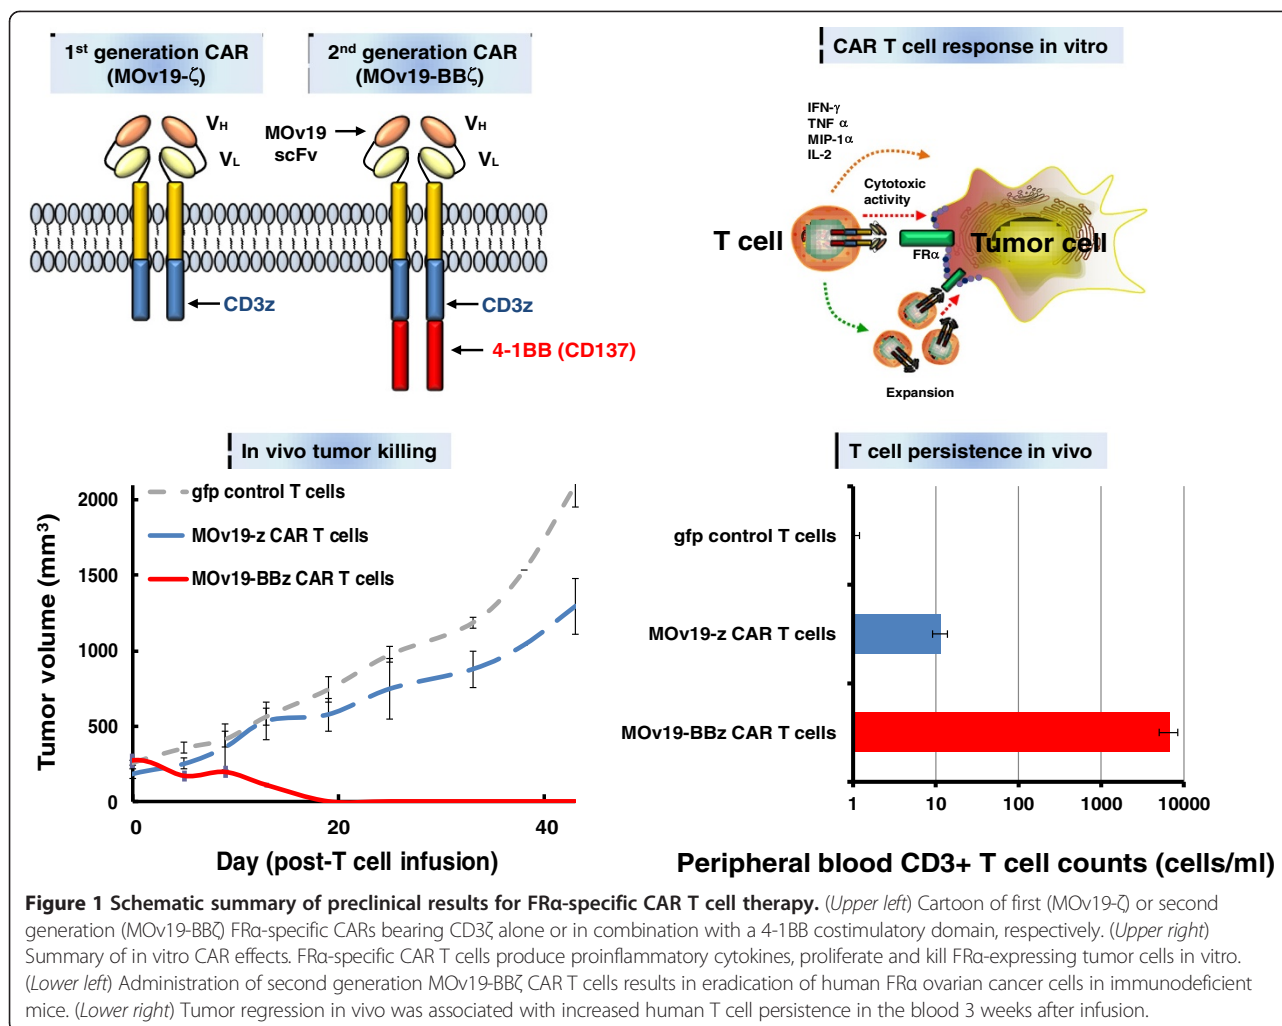 1st generation CAR
(MOv19-ζ)
2nd generation CAR
(MOv19-BBζ)
VH
VL
MOv19
scFv
VH
VL
CD3z
CD3z
4-1BB (CD137)
CAR T cell response in vitro
IFN-γ
TNF α
MIP-1α
IL-2
Cytotoxic
activity
T cell
FRα
Tumor cell
Expansion
In vivo tumor killing
Tumor volume (mm3)
2000
1500
1000
500
0
gfp control T cells
MOv19-z CAR T cells
MOv19-BBz CAR T cells
0
20
40
Day (post-T cell infusion)
T cell persistence in vivo
gfp control T cells
MOv19-z CAR T cells
MOv19-BBz CAR T cells
1
10
100
1000
10000
Peripheral blood CD3+ T cell counts (cells/ml)
Figure 1 Schematic summary of preclinical results for FRα-specific CAR T cell therapy. (Upper left) Cartoon of first (MOv19-ζ) or second
generation (MOv19-BBζ) FRα-specific CARs bearing CD3ζ alone or in combination with a 4-1BB costimulatory domain, respectively. (Upper right)
Summary of in vitro CAR effects. FRα-specific CAR T cells produce proinflammatory cytokines, proliferate and kill FRα-expressing tumor cells in vitro.
(Lower left) Administration of second generation MOv19-BBζ CAR T cells results in eradication of human FRα ovarian cancer cells in immunodeficient
mice. (Lower right) Tumor regression in vivo was associated with increased human T cell persistence in the blood 3 weeks after infusion.